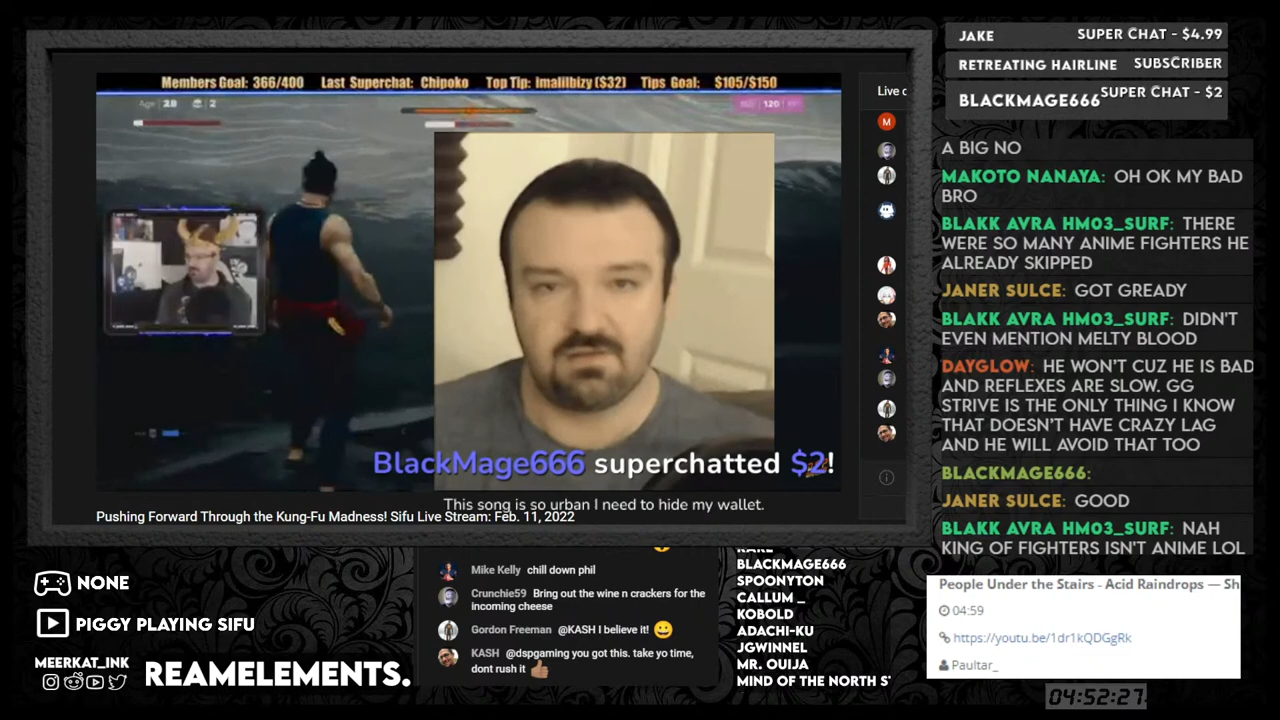 Members Goal: 366/400 Last Superchat: Chipoko Top Tip: imalilbizy ($32) Tips Goal: $105/$150
Age 28 2
120
Live c
M
BlackMage666 superchatted $2!
This song is so urban I need to hide my wallet.
Pushing Forward Through the Kung-Fu Madness! Sifu Live Stream: Feb. 11, 2022
JAKE SUPER CHAT - $4.99
RETREATING HAIRLINE SUBSCRIBER
BLACKMAGE666 SUPER CHAT - $2
A BIG NO
MAKOTO NANAYA: OH OK MY BAD
BRO
BLAKK AVRA HM03_SURF: THERE
WERE SO MANY ANIME FIGHTERS HE
ALREADY SKIPPED
JANER SULCE: GOT GREADY
BLAKK AVRA HM03_SURF: DIDN'T
EVEN MENTION MELTY BLOOD
DAYGLOW: HE WON'T CUZ HE IS BAD
AND REFLEXES ARE SLOW. GG
STRIVE IS THE ONLY THING I KNOW
THAT DOESN'T HAVE CRAZY LAG
AND HE WILL AVOID THAT TOO
BLACKMAGE666:
JANER SULCE: GOOD
BLAKK AVRA HM03_SURF: NAH
KING OF FIGHTERS ISN'T ANIME LOL
NONE
PIGGY PLAYING SIFU
MEERKAT_INK
REAMELEMENTS.
Mike Kelly chill down phil
Crunchie59 Bring out the wine n crackers for the
incoming cheese
Gordon Freeman @KASH I believe it!
KASH @dspgaming you got this. take yo time,
dont rush it
BLACKMAGE666
SPOONYTON
CALLUM _
KOBOLD
ADACHI-KU
JGWINNEL
MR. OUIJA
MIND OF THE NORTH S
People Under the Stairs - Acid Raindrops — Sh
04:59
https://youtu.be/1dr1kQDGgRk
Paultar_
04:52:27